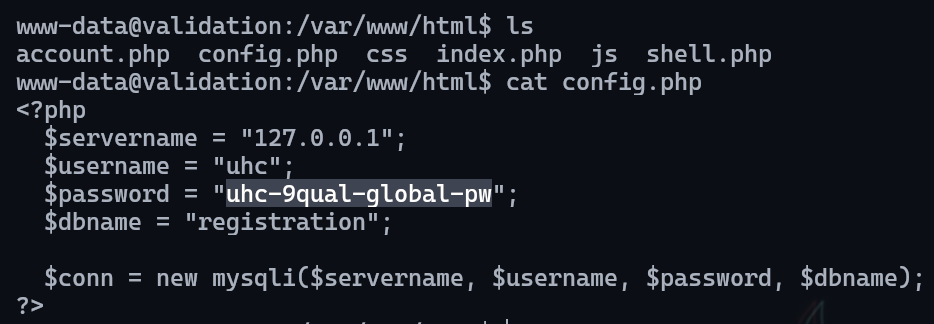 www-data@validation:/var/www/html$ ls
account.php  config.php  css  index.php  js  shell.php
www-data@validation:/var/www/html$ cat config.php
<?php
  $servername = "127.0.0.1";
  $username = "uhc";
  $password = "uhc-9qual-global-pw";
  $dbname = "registration";

  $conn = new mysqli($servername, $username, $password, $dbname);
?>